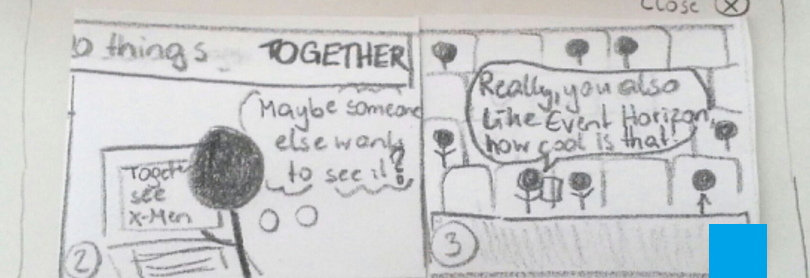 Close X
o things TOGETHER
Maybe someone
else wants
to see it?
Togethe
see
X-Men
2
Really, you also
like Event Horizon,
how cool is that!
3